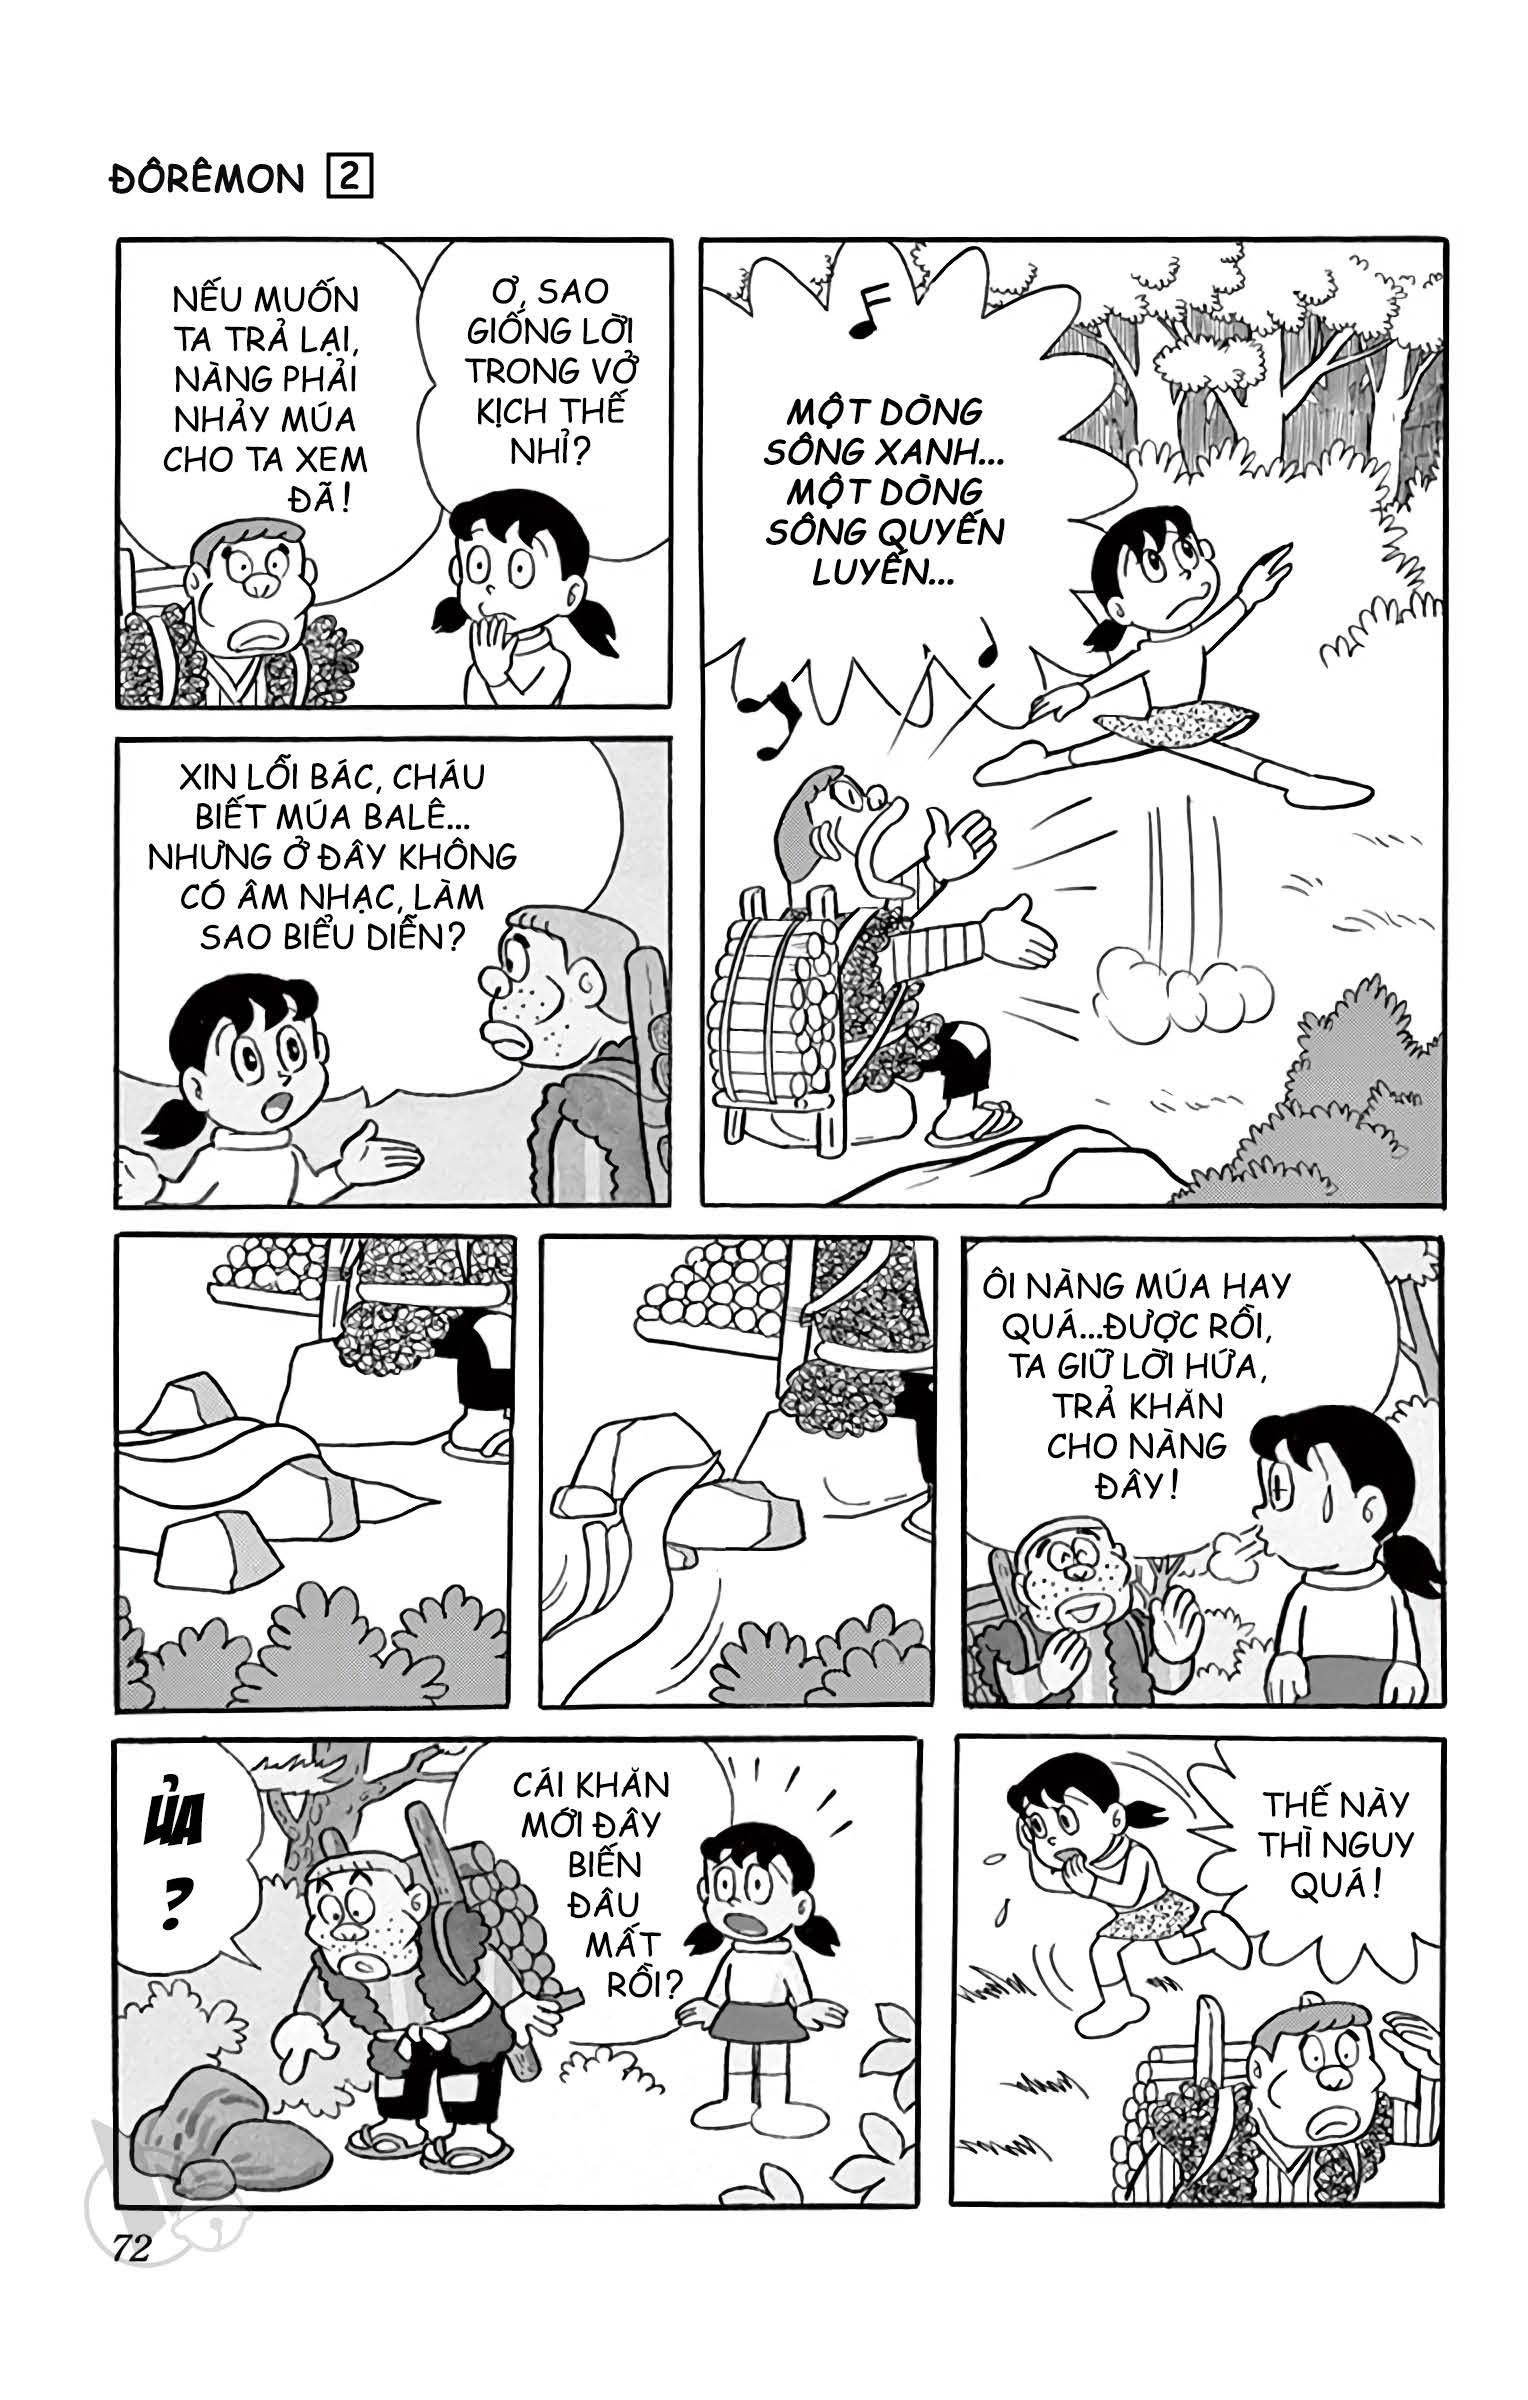 ĐÔRÊMON 2
NẾU MUỐN
TA TRẢ LẠI,
NÀNG PHẢI
NHẢY MÚA
CHO TA XEM
ĐÃ!
Ơ, SAO
GIỐNG LỜI
TRONG VỞ
KỊCH THẾ
NHỈ?
XIN LỖI BÁC, CHÁU
BIẾT MÚA BALÊ...
NHƯNG Ở ĐÂY KHÔNG
CÓ ÂM NHẠC, LÀM
SAO BIỂU DIỄN?
MỘT DÒNG
SÔNG XANH...
MỘT DÒNG
SÔNG QUYẾN
LUYẾN...
ÔI NÀNG MÚA HAY
QUÁ...ĐƯỢC RỒI,
TA GIỮ LỜI HỨA,
TRẢ KHĂN
CHO NÀNG
ĐÂY!
ỦA
?
CÁI KHĂN
MỚI ĐÂY
BIẾN
ĐÂU
MẤT
RỒI?
THẾ NÀY
THÌ NGUY
QUÁ!
72